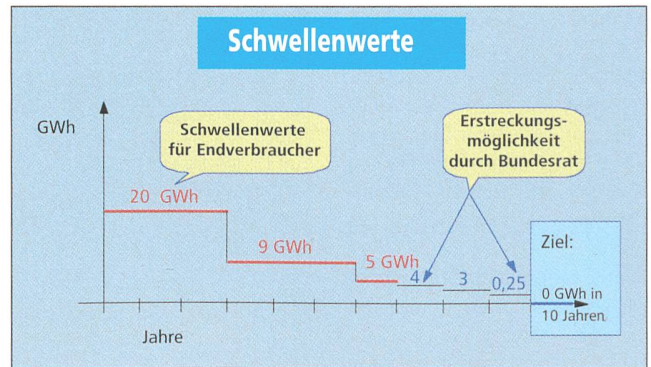 Schwellenwerte
GWh
Schwellenwerte
für Endverbraucher
Erstreckungs-
möglichkeit
durch Bundesrat
20 GWh
9 GWh
5 GWh
4
3
0,25
Ziel:
0 GWh in
10 Jahren
Jahre